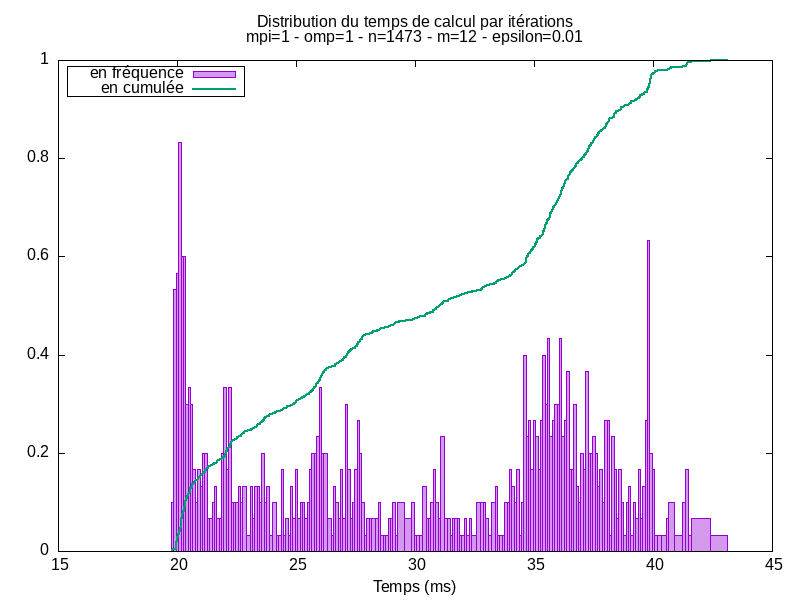 Distribution du temps de calcul par itérations
mpi=1 - omp=1 - n=1473 - m=12 - epsilon=0.01
en fréquence
en cumulée
1
0.8
0.6
0.4
0.2
0
15 20 25 30 35 40 45
Temps (ms)